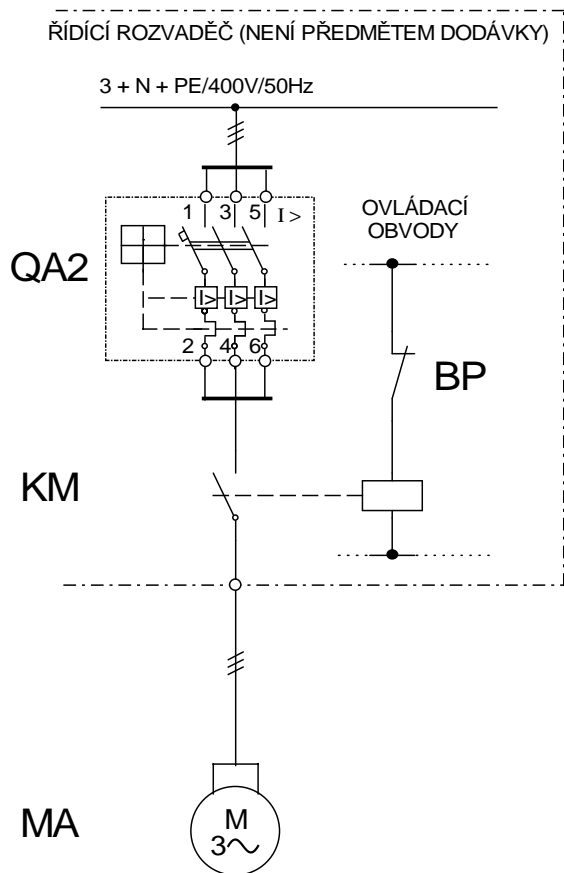 ŘÍDÍCÍ ROZVADĚČ (NENÍ PŘEDMĚTEM DODÁVKY)
3 + N + PE/400V/50Hz
1 3 5 I >
OVLÁDACÍ
OBVODY
QA2
I> I> I>
2 4 6
BP
KM
M
3~
MA